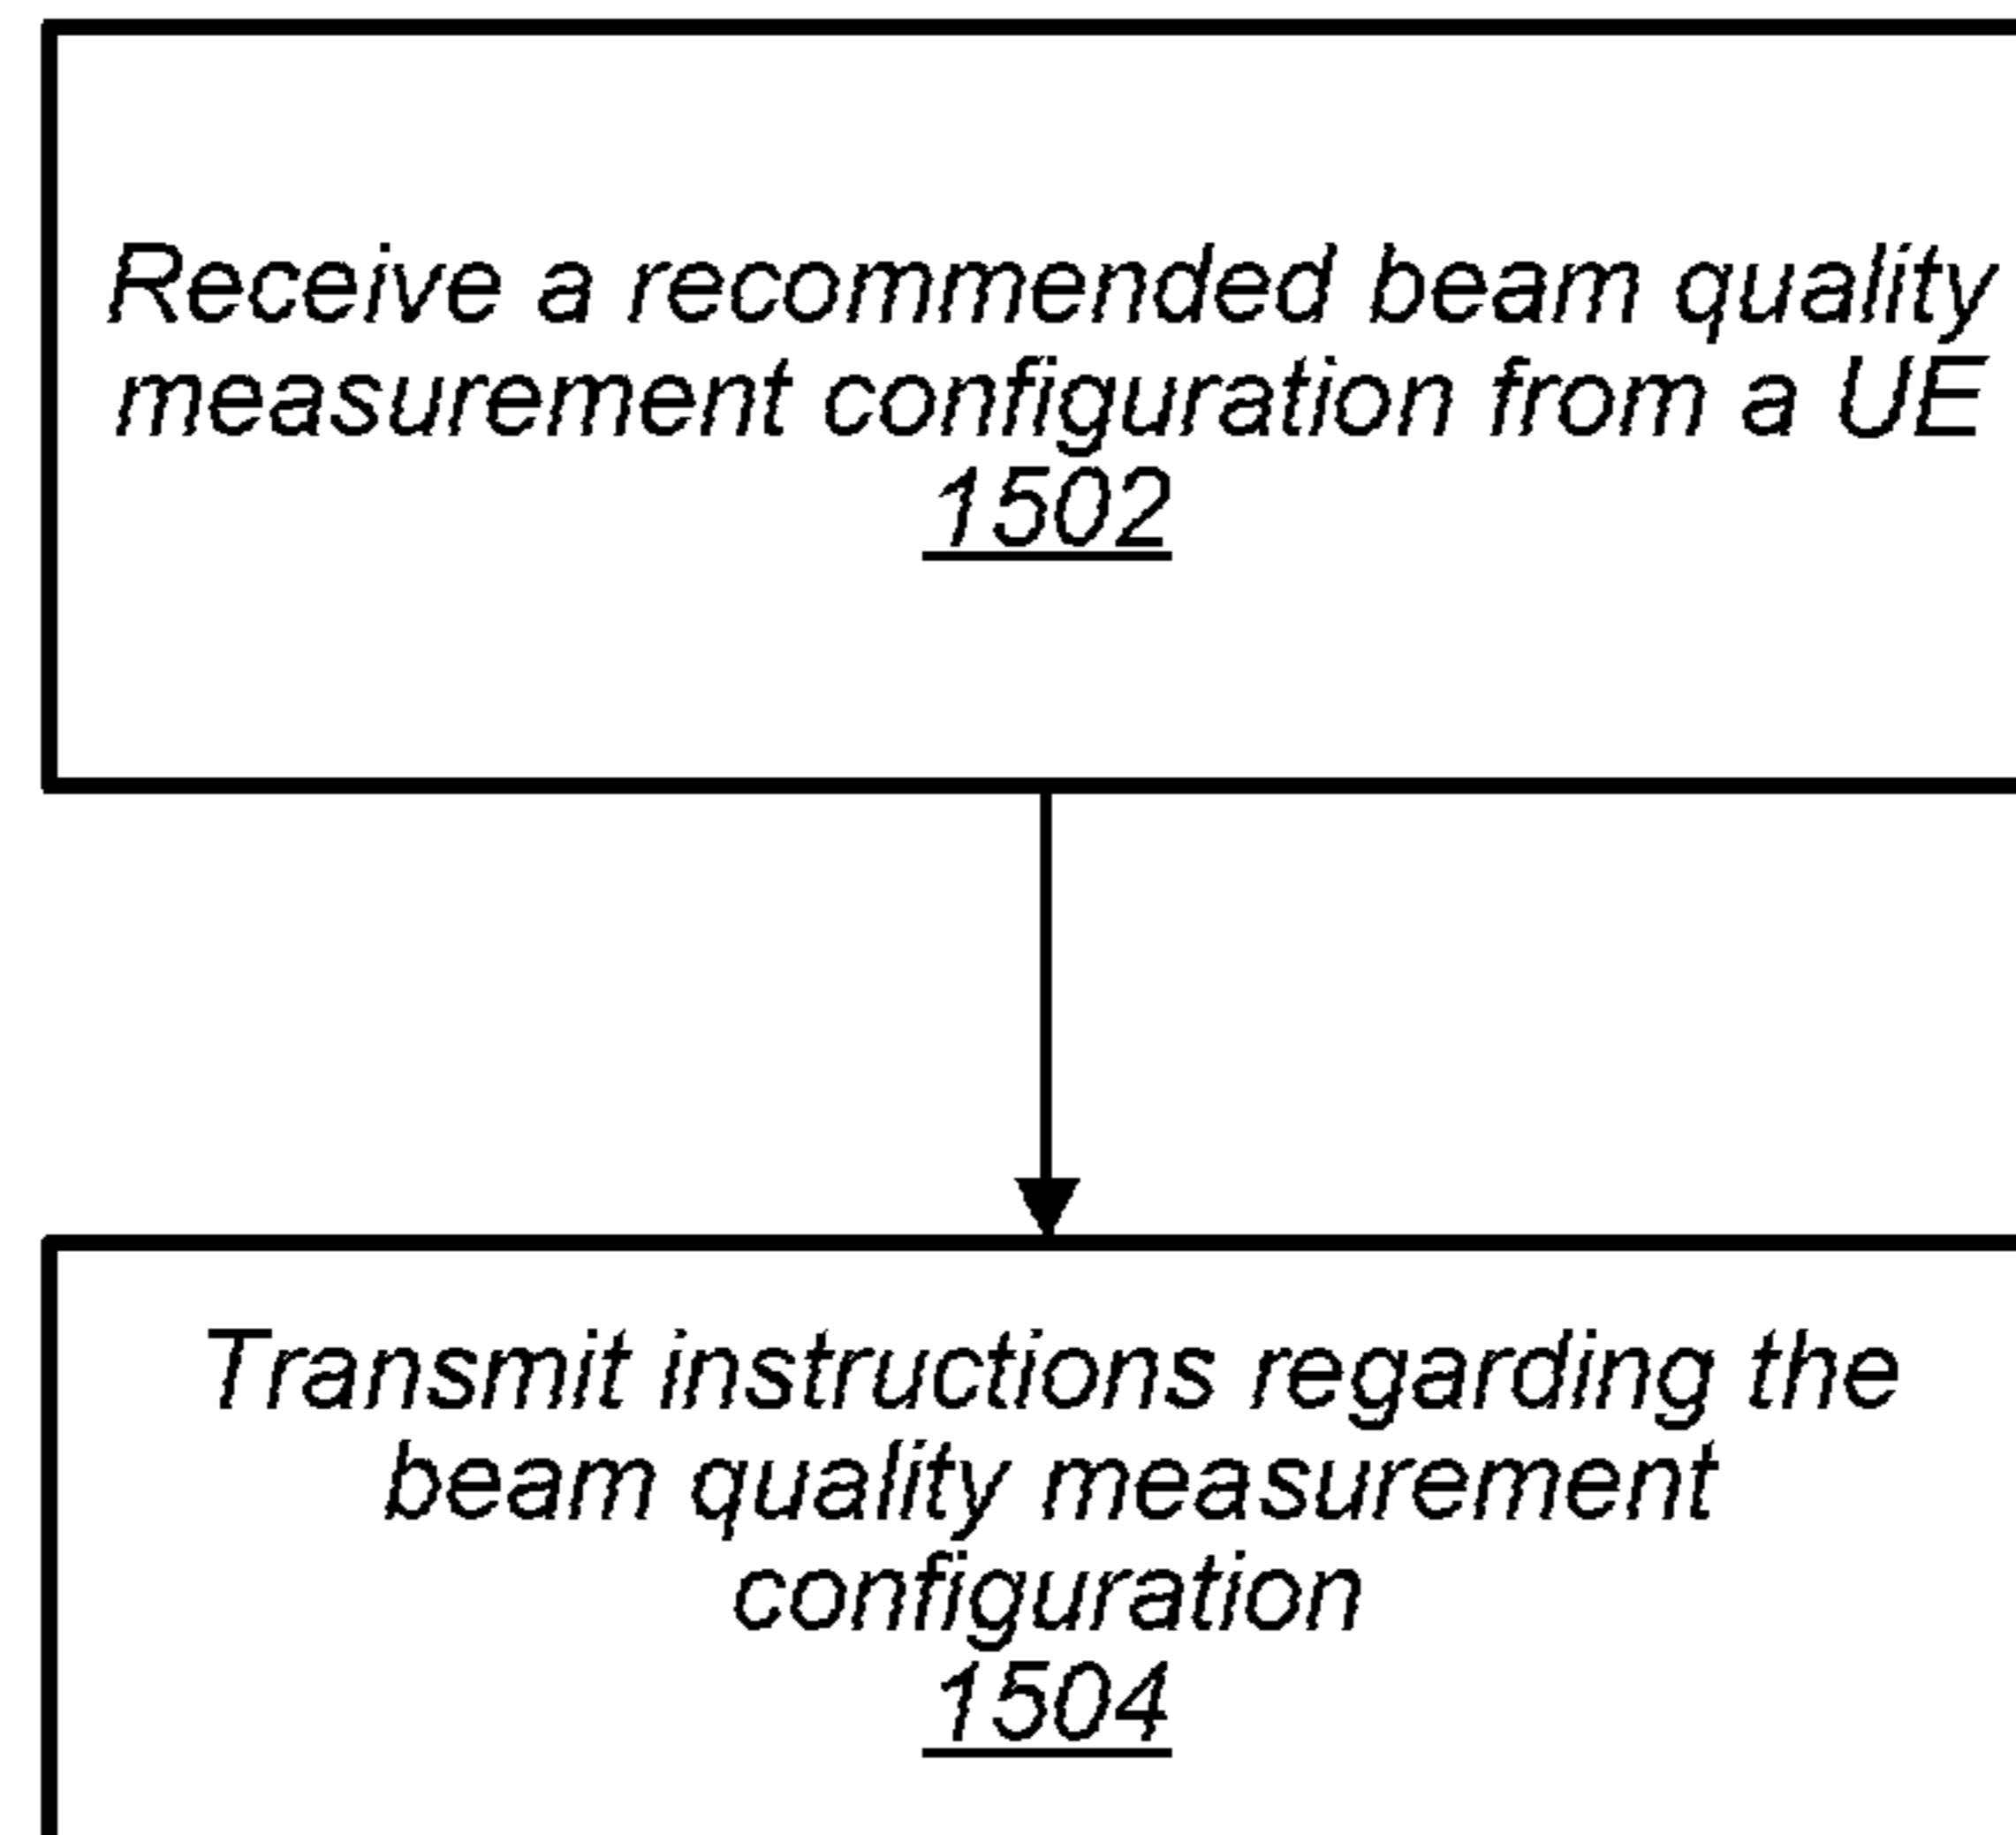 Receive a recommended beam quality
measurement configuration from a UE
1502
Transmit instructions regarding the
beam quality measurement
configuration
1504